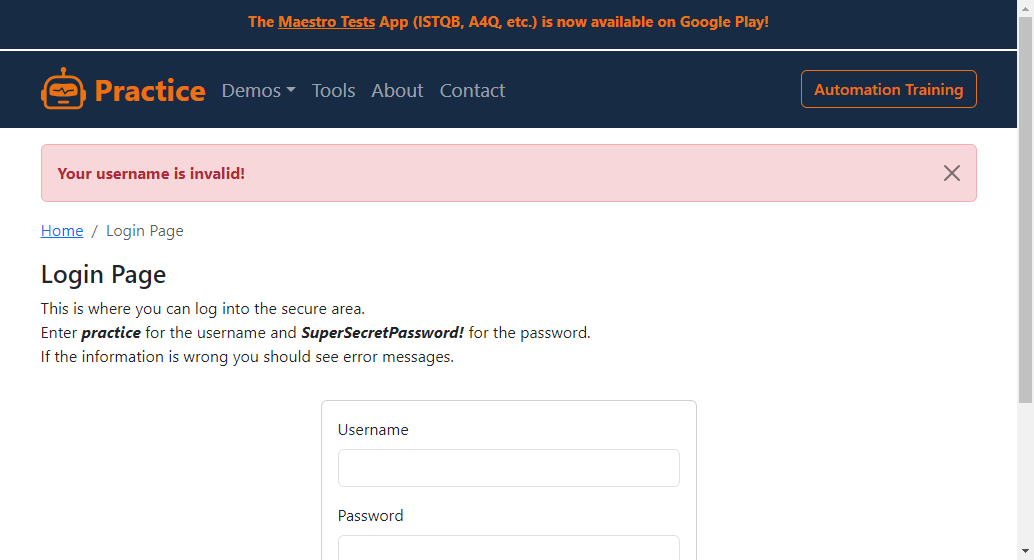 The Maestro Tests App (ISTQB, A4Q, etc.) is now available on Google Play!
Practice Demos Tools About Contact Automation Training
Your username is invalid!
Home / Login Page
Login Page
This is where you can log into the secure area.
Enter practice for the username and SuperSecretPassword! for the password.
If the information is wrong you should see error messages.
Username
Password